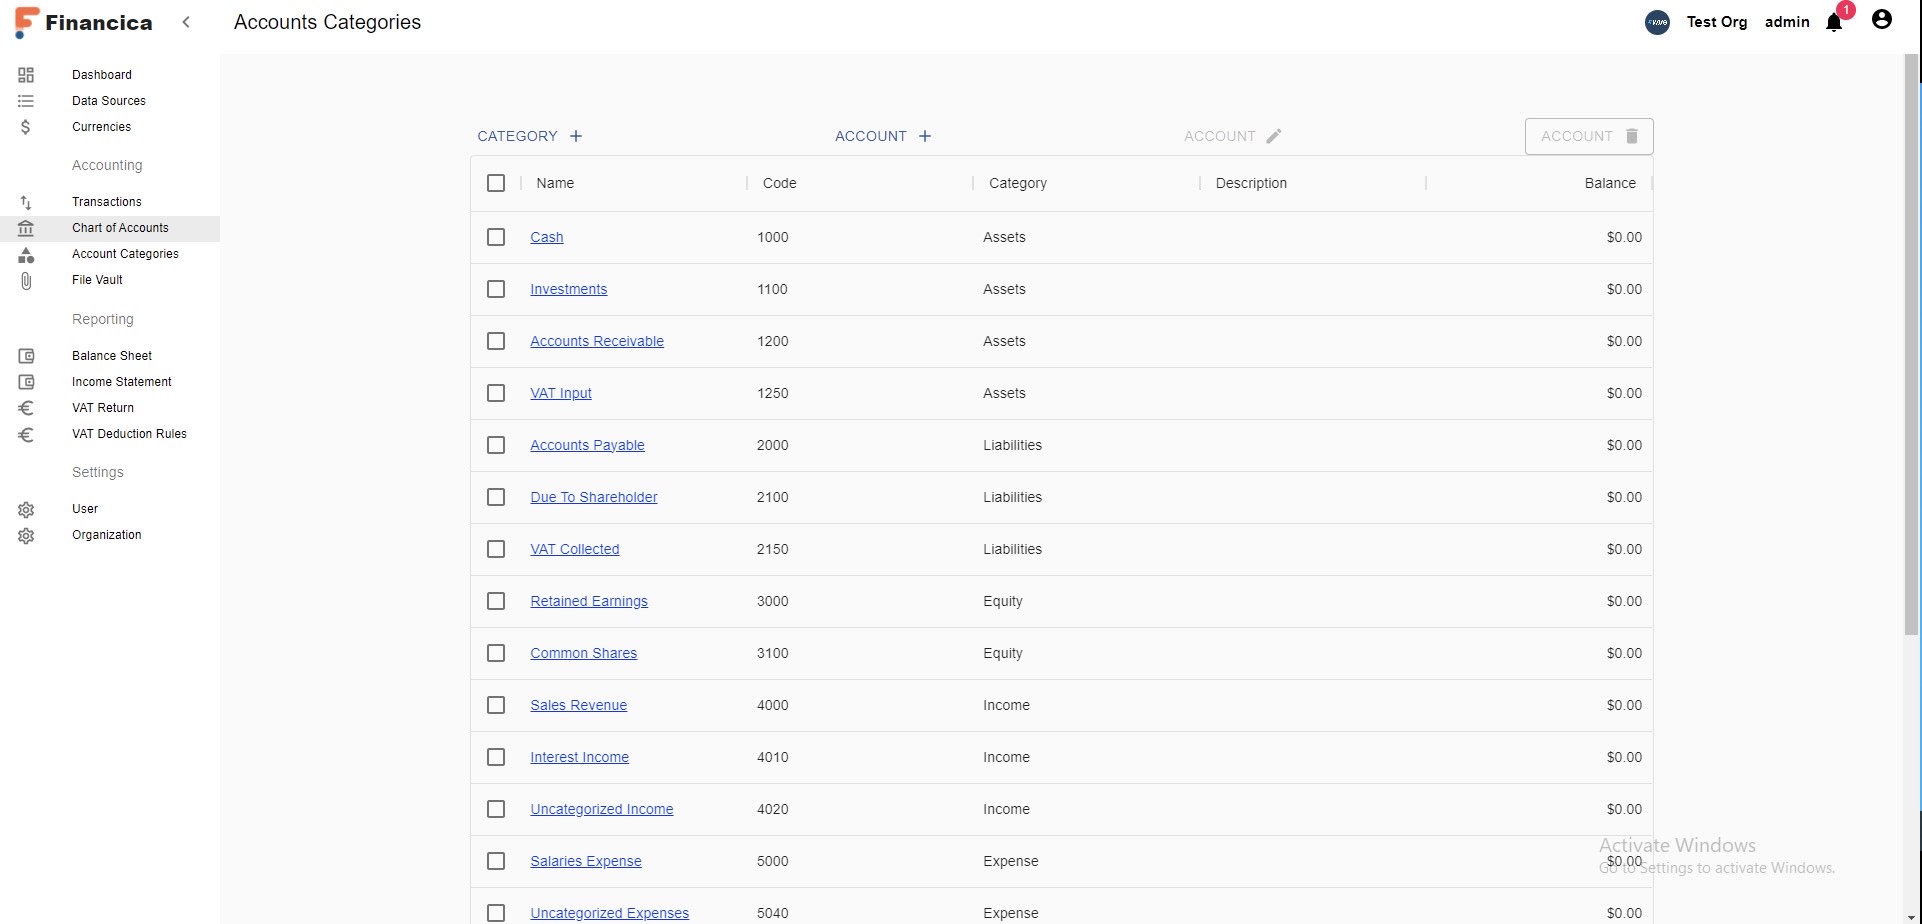 Financica
Accounts Categories
Test Org admin 1
Dashboard
Data Sources
Currencies
Accounting
Transactions
Chart of Accounts
Account Categories
File Vault
Reporting
Balance Sheet
Income Statement
VAT Return
VAT Deduction Rules
Settings
User
Organization
CATEGORY + ACCOUNT + ACCOUNT ACCOUNT
Name Code Category Description Balance
Cash 1000 Assets $0.00
Investments 1100 Assets $0.00
Accounts Receivable 1200 Assets $0.00
VAT Input 1250 Assets $0.00
Accounts Payable 2000 Liabilities $0.00
Due To Shareholder 2100 Liabilities $0.00
VAT Collected 2150 Liabilities $0.00
Retained Earnings 3000 Equity $0.00
Common Shares 3100 Equity $0.00
Sales Revenue 4000 Income $0.00
Interest Income 4010 Income $0.00
Uncategorized Income 4020 Income $0.00
Salaries Expense 5000 Expense $0.00
Uncategorized Expenses 5040 Expense $0.00
Activate Windows
Go to Settings to activate Windows.